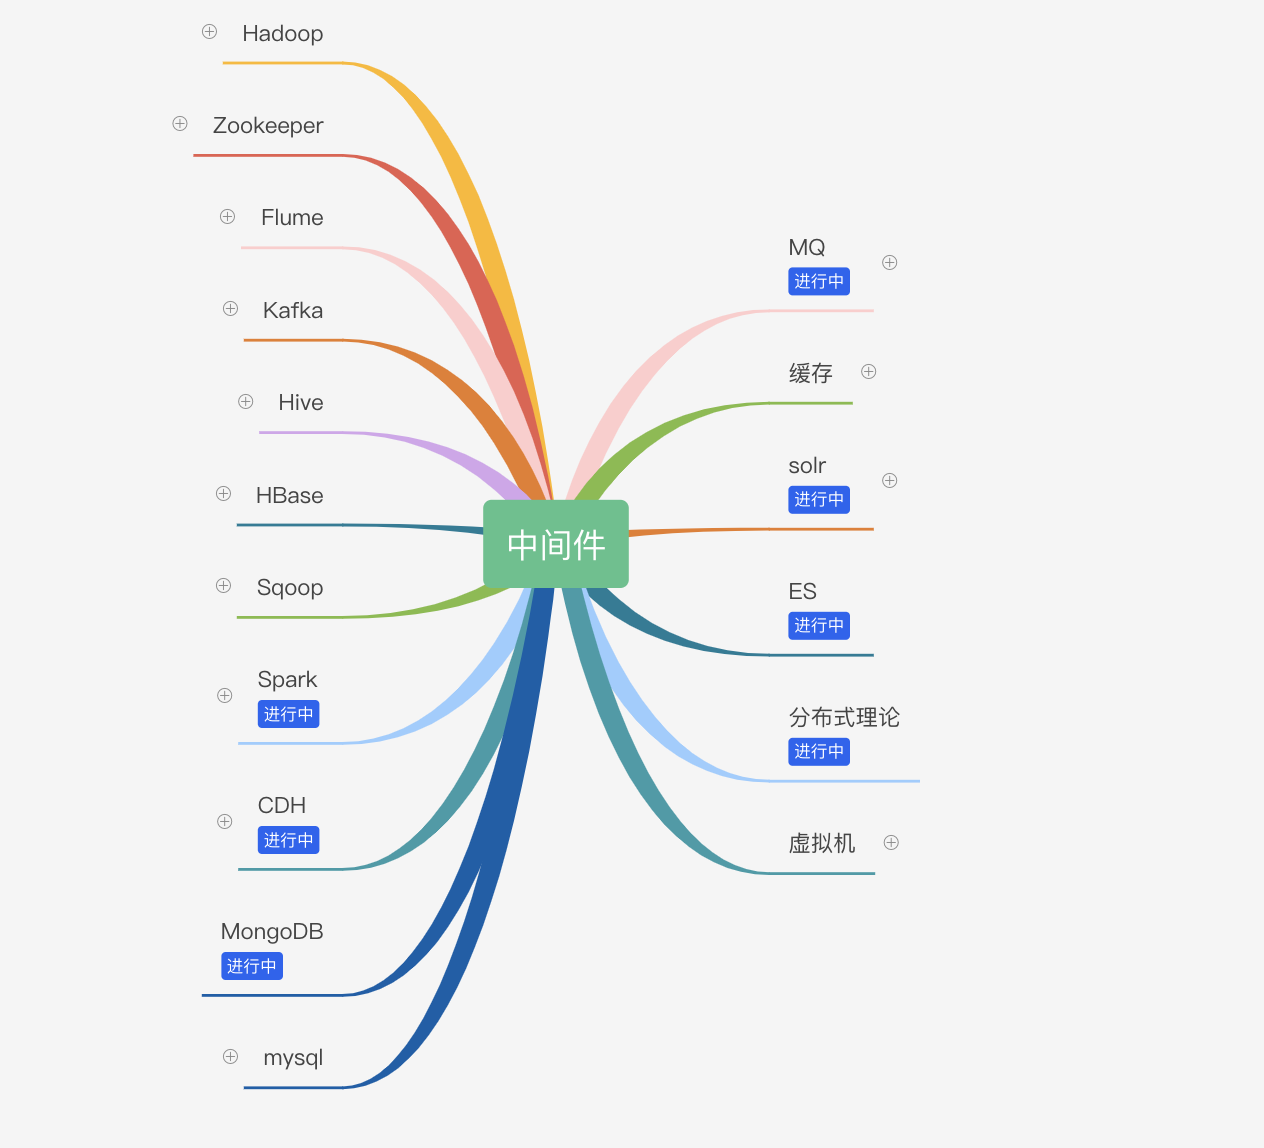 Hadoop
Zookeeper
Flume
Kafka
Hive
HBase
Sqoop
Spark
进行中
CDH
进行中
MongoDB
进行中
mysql
中间件
MQ
进行中
缓存
solr
进行中
ES
进行中
分布式理论
进行中
虚拟机